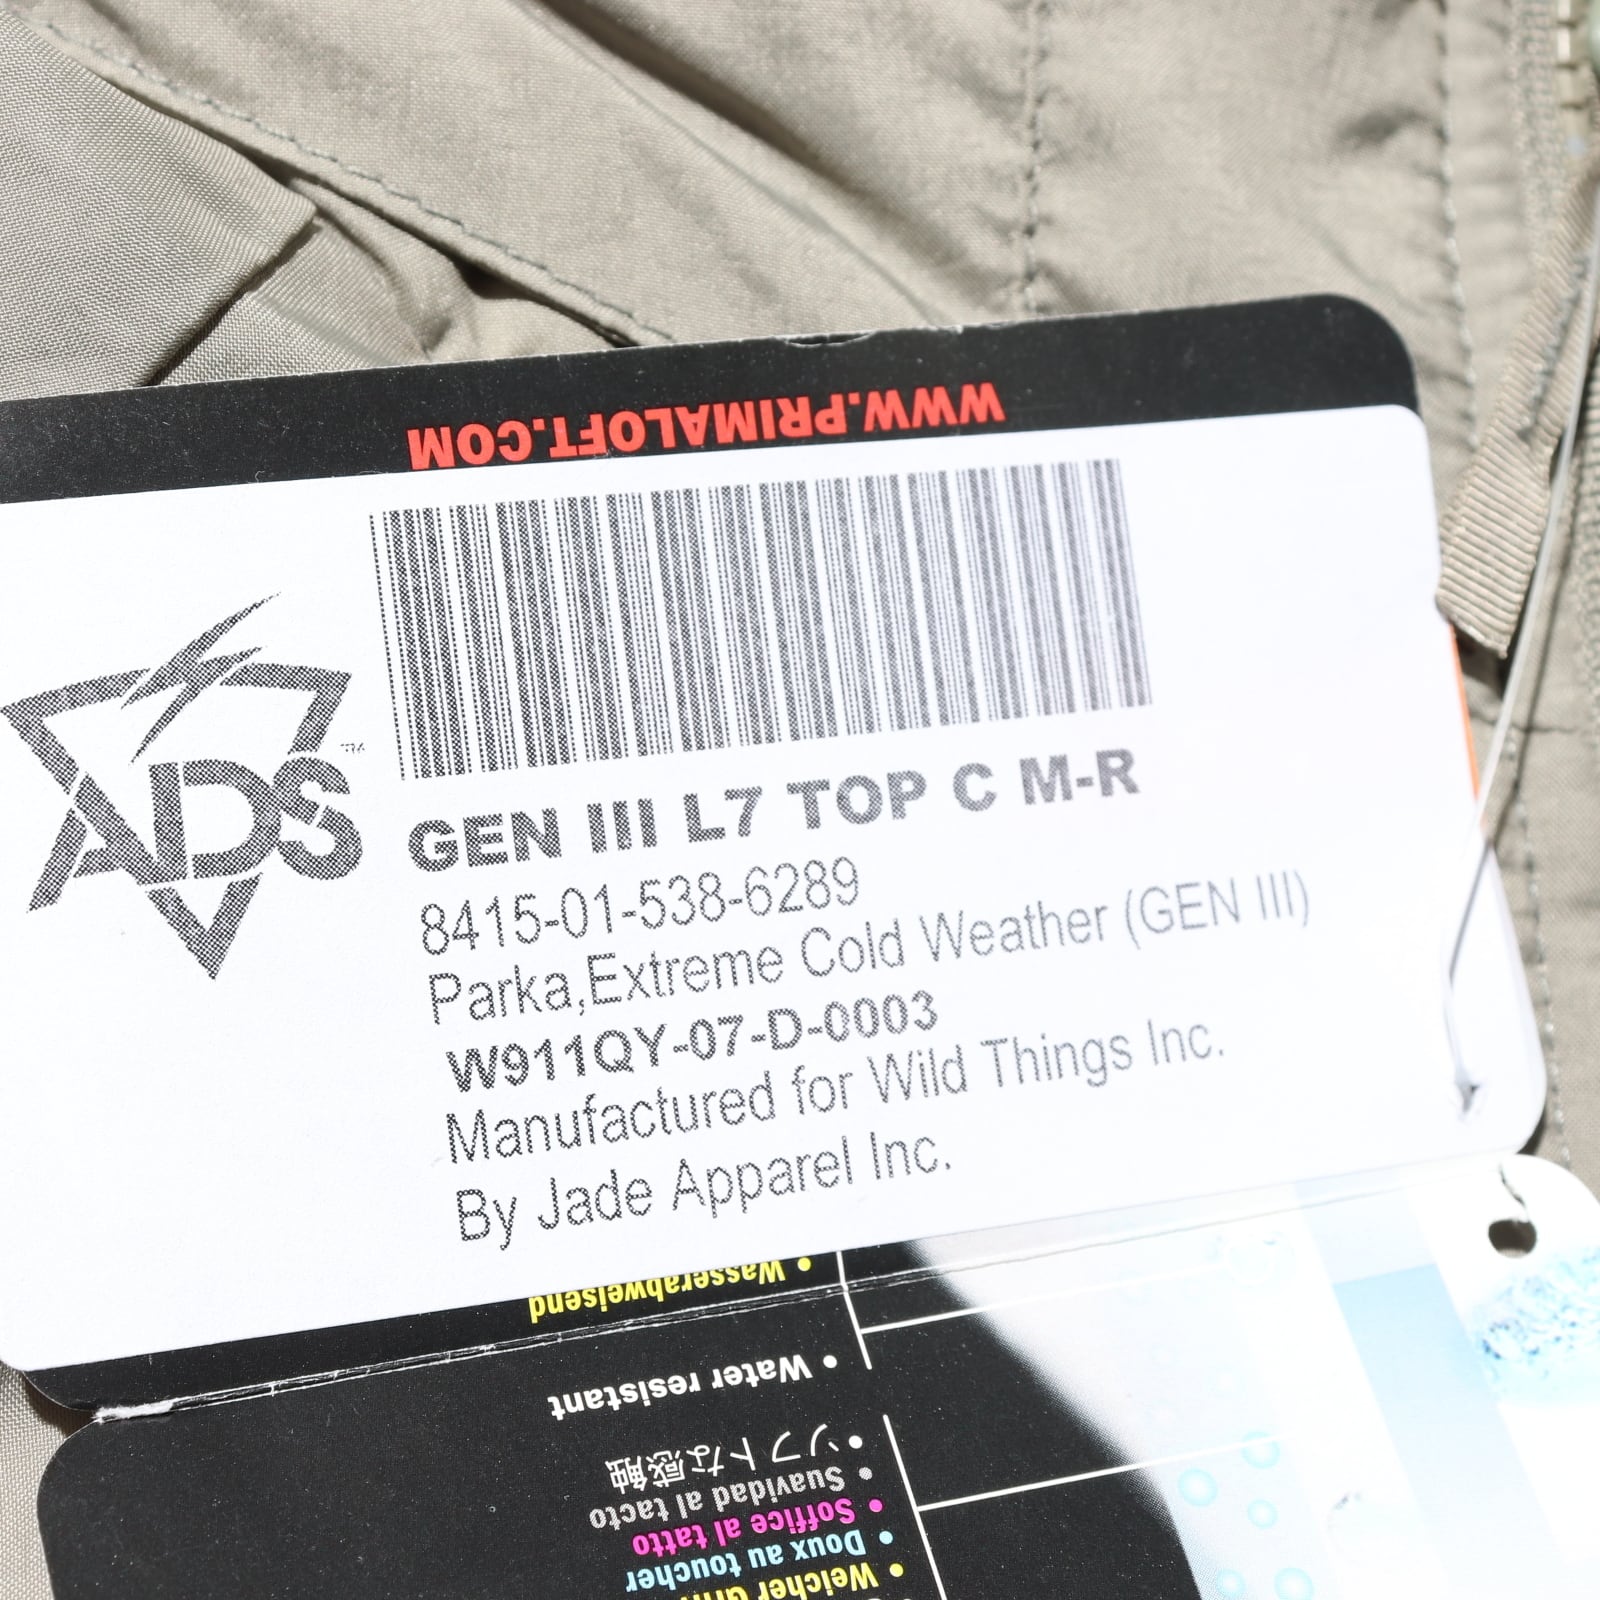 WWW.PRIMALOFT.COM
ADS
GEN III L7 TOP C M-R
8415-01-538-6289
Parka,Extreme Cold Weather (GEN III)
W911QY-07-D-0003
Manufactured for Wild Things Inc.
By Jade Apparel Inc.
• Wasserabweisend
• Water resistant
• ソフトな感触
• Suavidad al tacto
• Soffice al tatto
• Doux au toucher
• Weicher